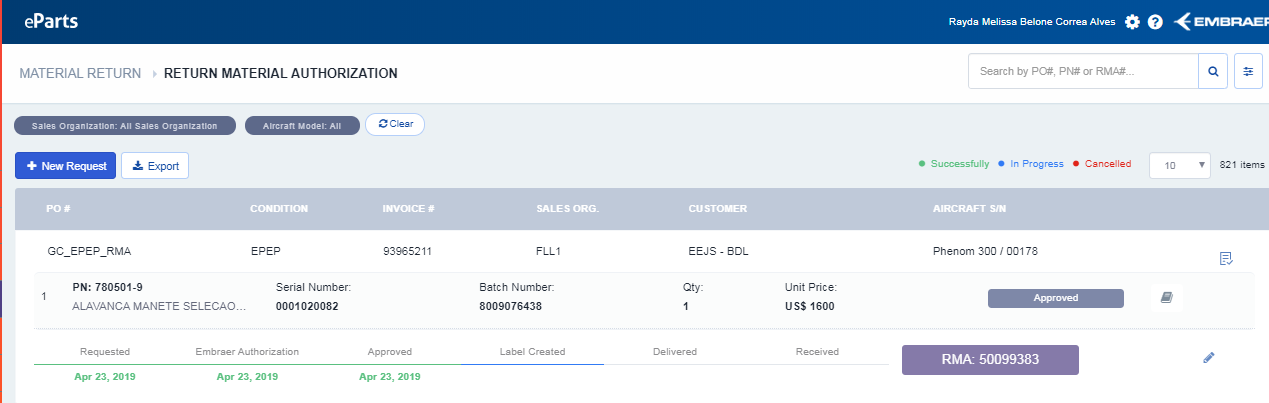 eParts
Rayda Melissa Belone Correa Alves
EMBRAER
MATERIAL RETURN RETURN MATERIAL AUTHORIZATION
Search by PO#, PN# or RMA#...
Sales Organization: All Sales Organization Aircraft Model: All Clear
+ New Request Export
Successfully In Progress Cancelled 10 821 items
PO # CONDITION INVOICE # SALES ORG. CUSTOMER AIRCRAFT S/N
GC_EPEP_RMA EPEP 93965211 FLL1 EEJS - BDL Phenom 300 / 00178
1 PN: 780501-9 Serial Number: Batch Number: Qty: Unit Price:
ALAVANCA MANETE SELECAO... 0001020082 8009076438 1 US$ 1600
Approved
Requested Embraer Authorization Approved Label Created Delivered Received
Apr 23, 2019 Apr 23, 2019 Apr 23, 2019
RMA: 50099383